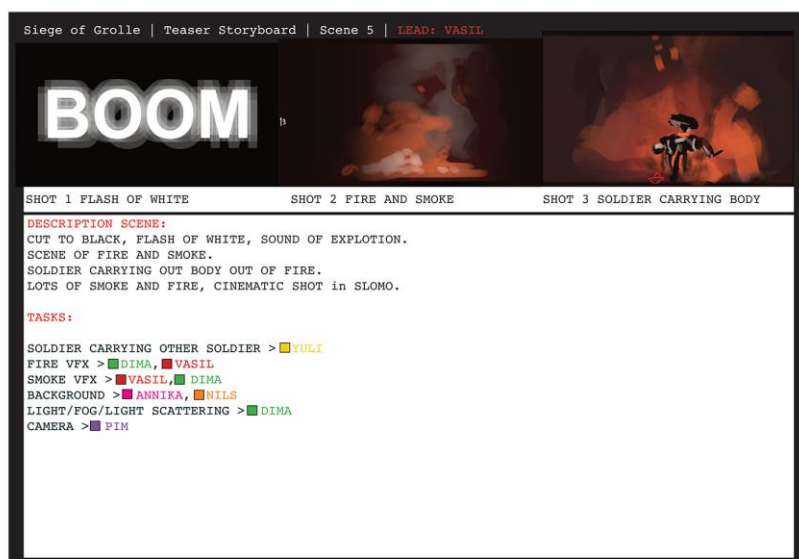 Siege of Grolle | Teaser Storyboard | Scene 5 | LEAD: VASIL
BOOM
SHOT 1 FLASH OF WHITE
SHOT 2 FIRE AND SMOKE
SHOT 3 SOLDIER CARRYING BODY
DESCRIPTION SCENE:
CUT TO BLACK, FLASH OF WHITE, SOUND OF EXPLOTION.
SCENE OF FIRE AND SMOKE.
SOLDIER CARRYING OUT BODY OUT OF FIRE.
LOTS OF SMOKE AND FIRE, CINEMATIC SHOT in SLOMO.
TASKS:
SOLDIER CARRYING OTHER SOLDIER > YULI
FIRE VFX > DIMA, VASIL
SMOKE VFX > VASIL, DIMA
BACKGROUND > ANNIKA, NILS
LIGHT/FOG/LIGHT SCATTERING > DIMA
CAMERA > PIM